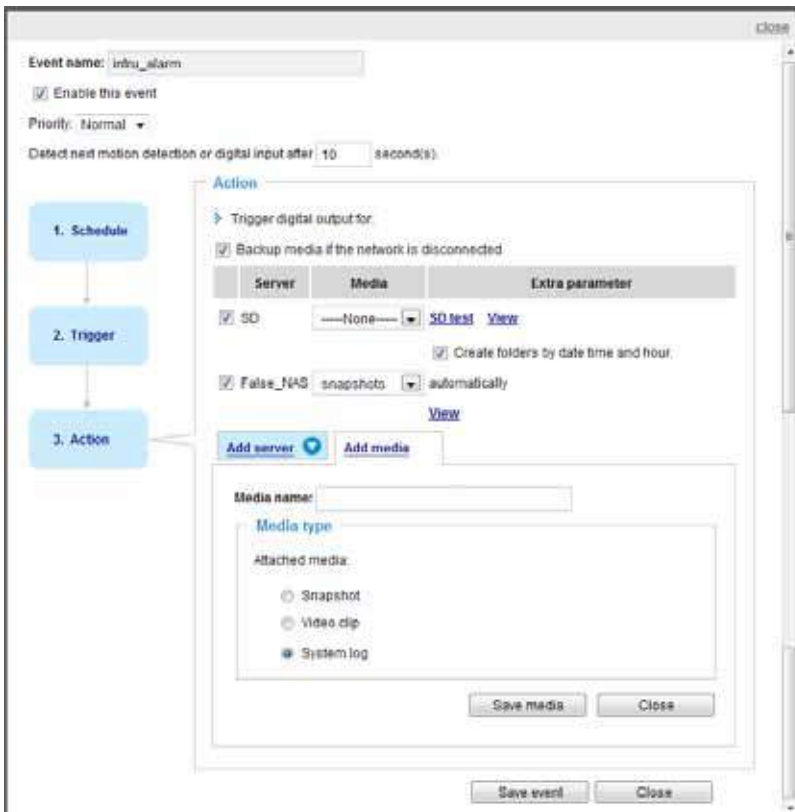 close
Event name: infru_alarm
Enable this event
Priority: Normal
Detect next motion detection or digital input after 10 second(s).
Action
1. Schedule
Trigger digital output for
Backup media if the network is disconnected
Server Media Extra parameter
SD -----None----- SD test View
2. Trigger
Create folders by date time and hour
False_NAS snapshots automatically
View
3. Action
Add server Add media
Media name:
Media type
Attached media:
Snapshot
Video clip
System log
Save media Close
Save event Close